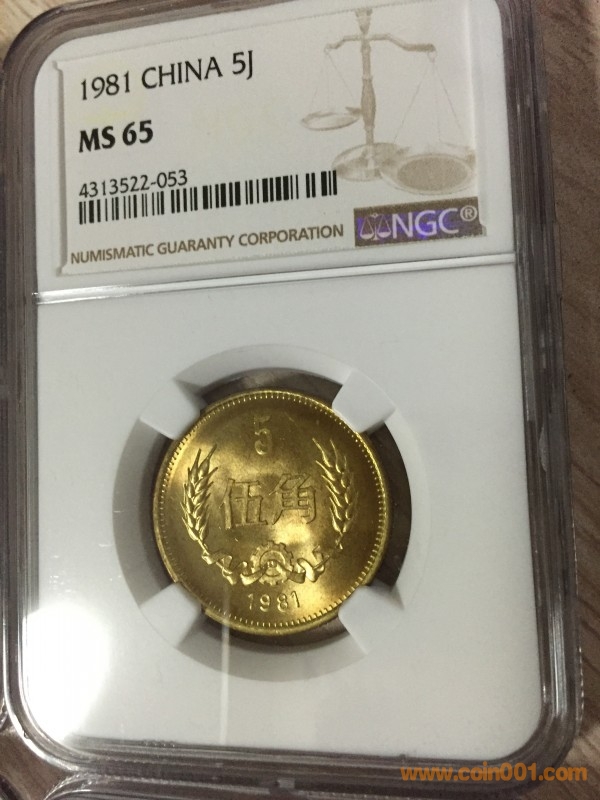 1981 CHINA 5J
MS 65
4313522-053
NUMISMATIC GUARANTY CORPORATION
NGC®
5
伍角
1981
www.coin001.com